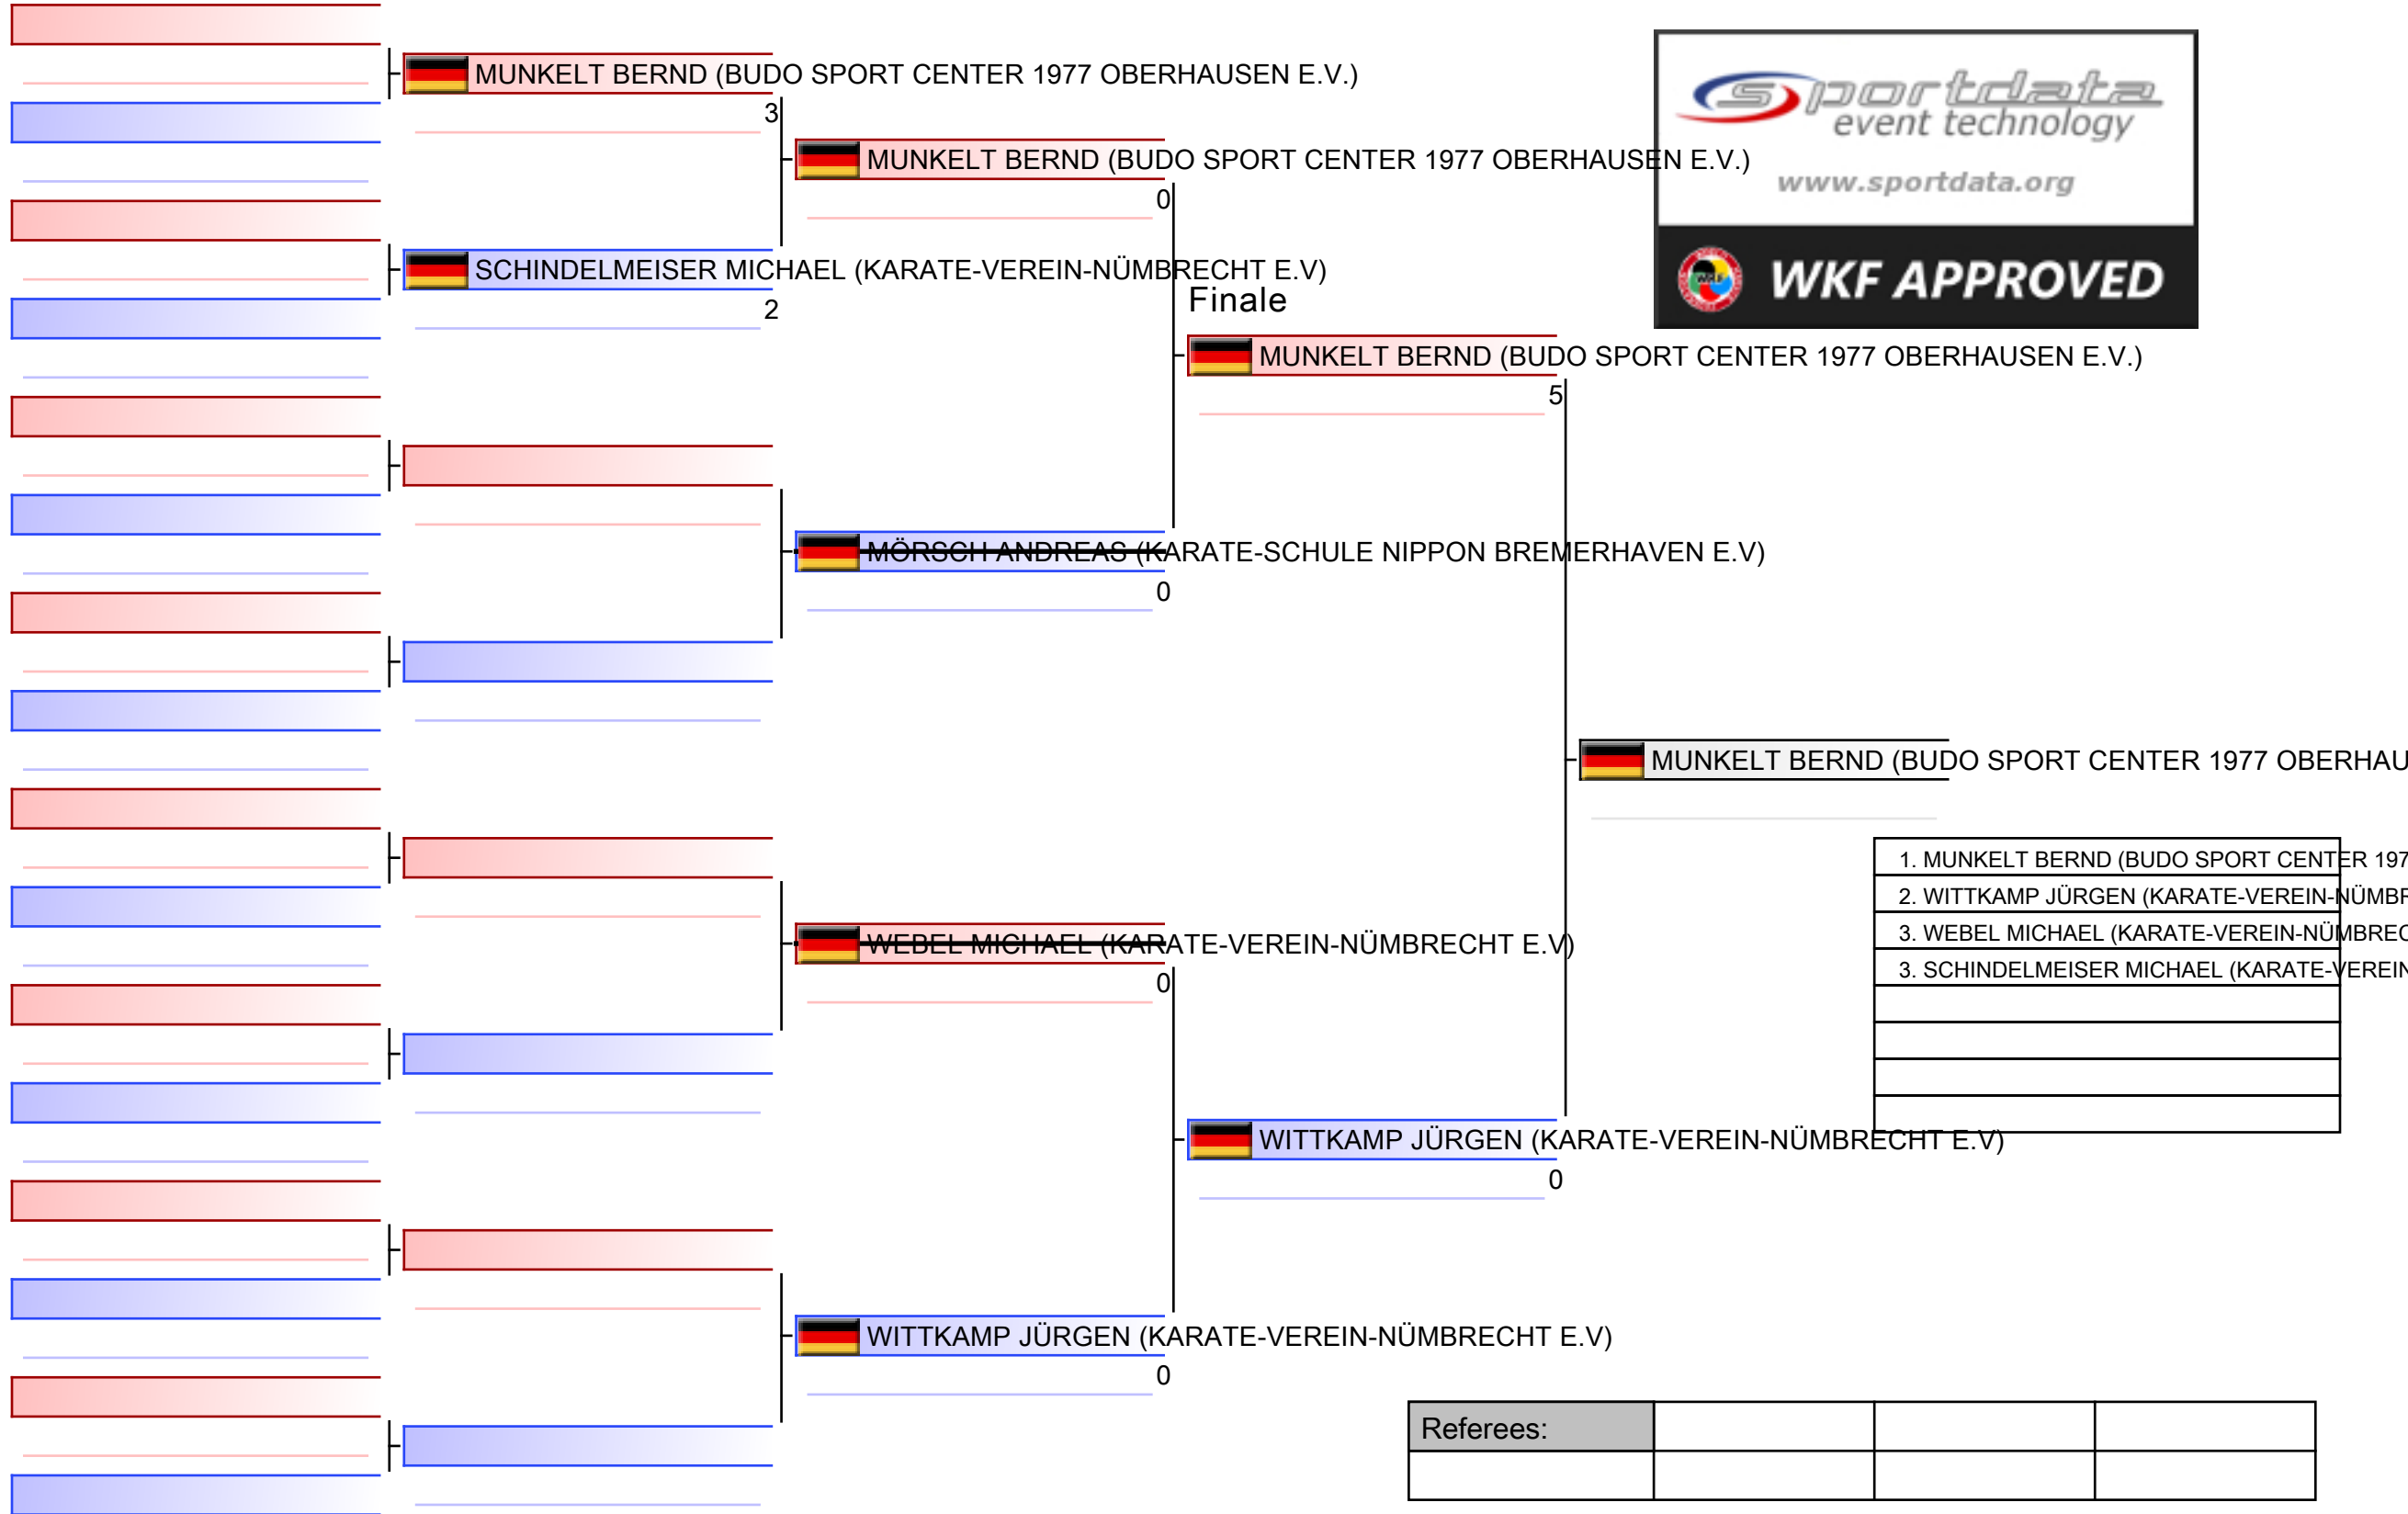 MUNKELT BERND (BUDO SPORT CENTER 1977 OBERHAUSEN E.V.)
3
sportdata
event technology
www.sportdata.org
WKF APPROVED
MUNKELT BERND (BUDO SPORT CENTER 1977 OBERHAUSEN E.V.)
0
SCHINDELMEISER MICHAEL (KARATE-VEREIN-NÜMBRECHT E.V)
2
Finale
MUNKELT BERND (BUDO SPORT CENTER 1977 OBERHAUSEN E.V.)
5
MÖRSCH ANDREAS (KARATE-SCHULE NIPPON BREMERHAVEN E.V)
0
MUNKELT BERND (BUDO SPORT CENTER 1977 OBERHAU
1. MUNKELT BERND (BUDO SPORT CENTER 197
2. WITTKAMP JÜRGEN (KARATE-VEREIN-NÜMBR
3. WEBEL MICHAEL (KARATE-VEREIN-NÜMBREC
3. SCHINDELMEISER MICHAEL (KARATE-VEREIN
WEBEL MICHAEL (KARATE-VEREIN-NÜMBRECHT E.V)
0
WITTKAMP JÜRGEN (KARATE-VEREIN-NÜMBRECHT E.V)
0
WITTKAMP JÜRGEN (KARATE-VEREIN-NÜMBRECHT E.V)
0
Referees: